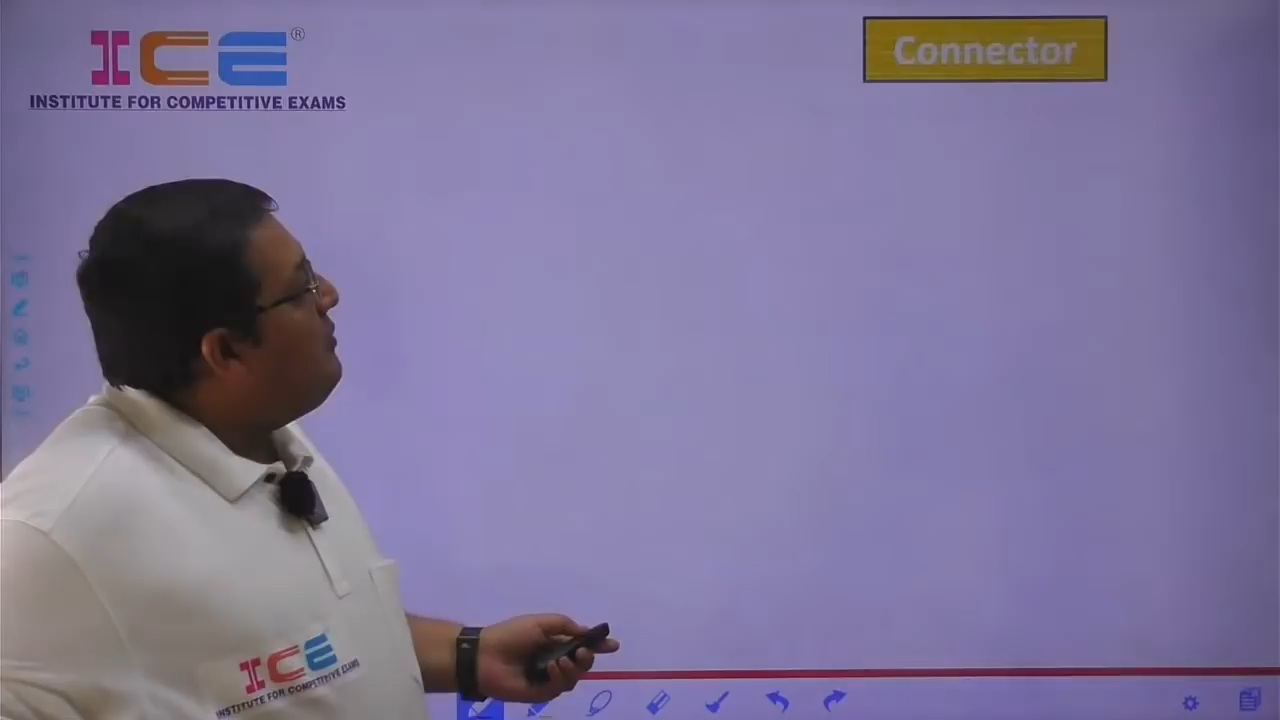 ICE®
INSTITUTE FOR COMPETITIVE EXAMS
Connector
ICE
INSTITUTE FOR COMPETITIVE EXAMS